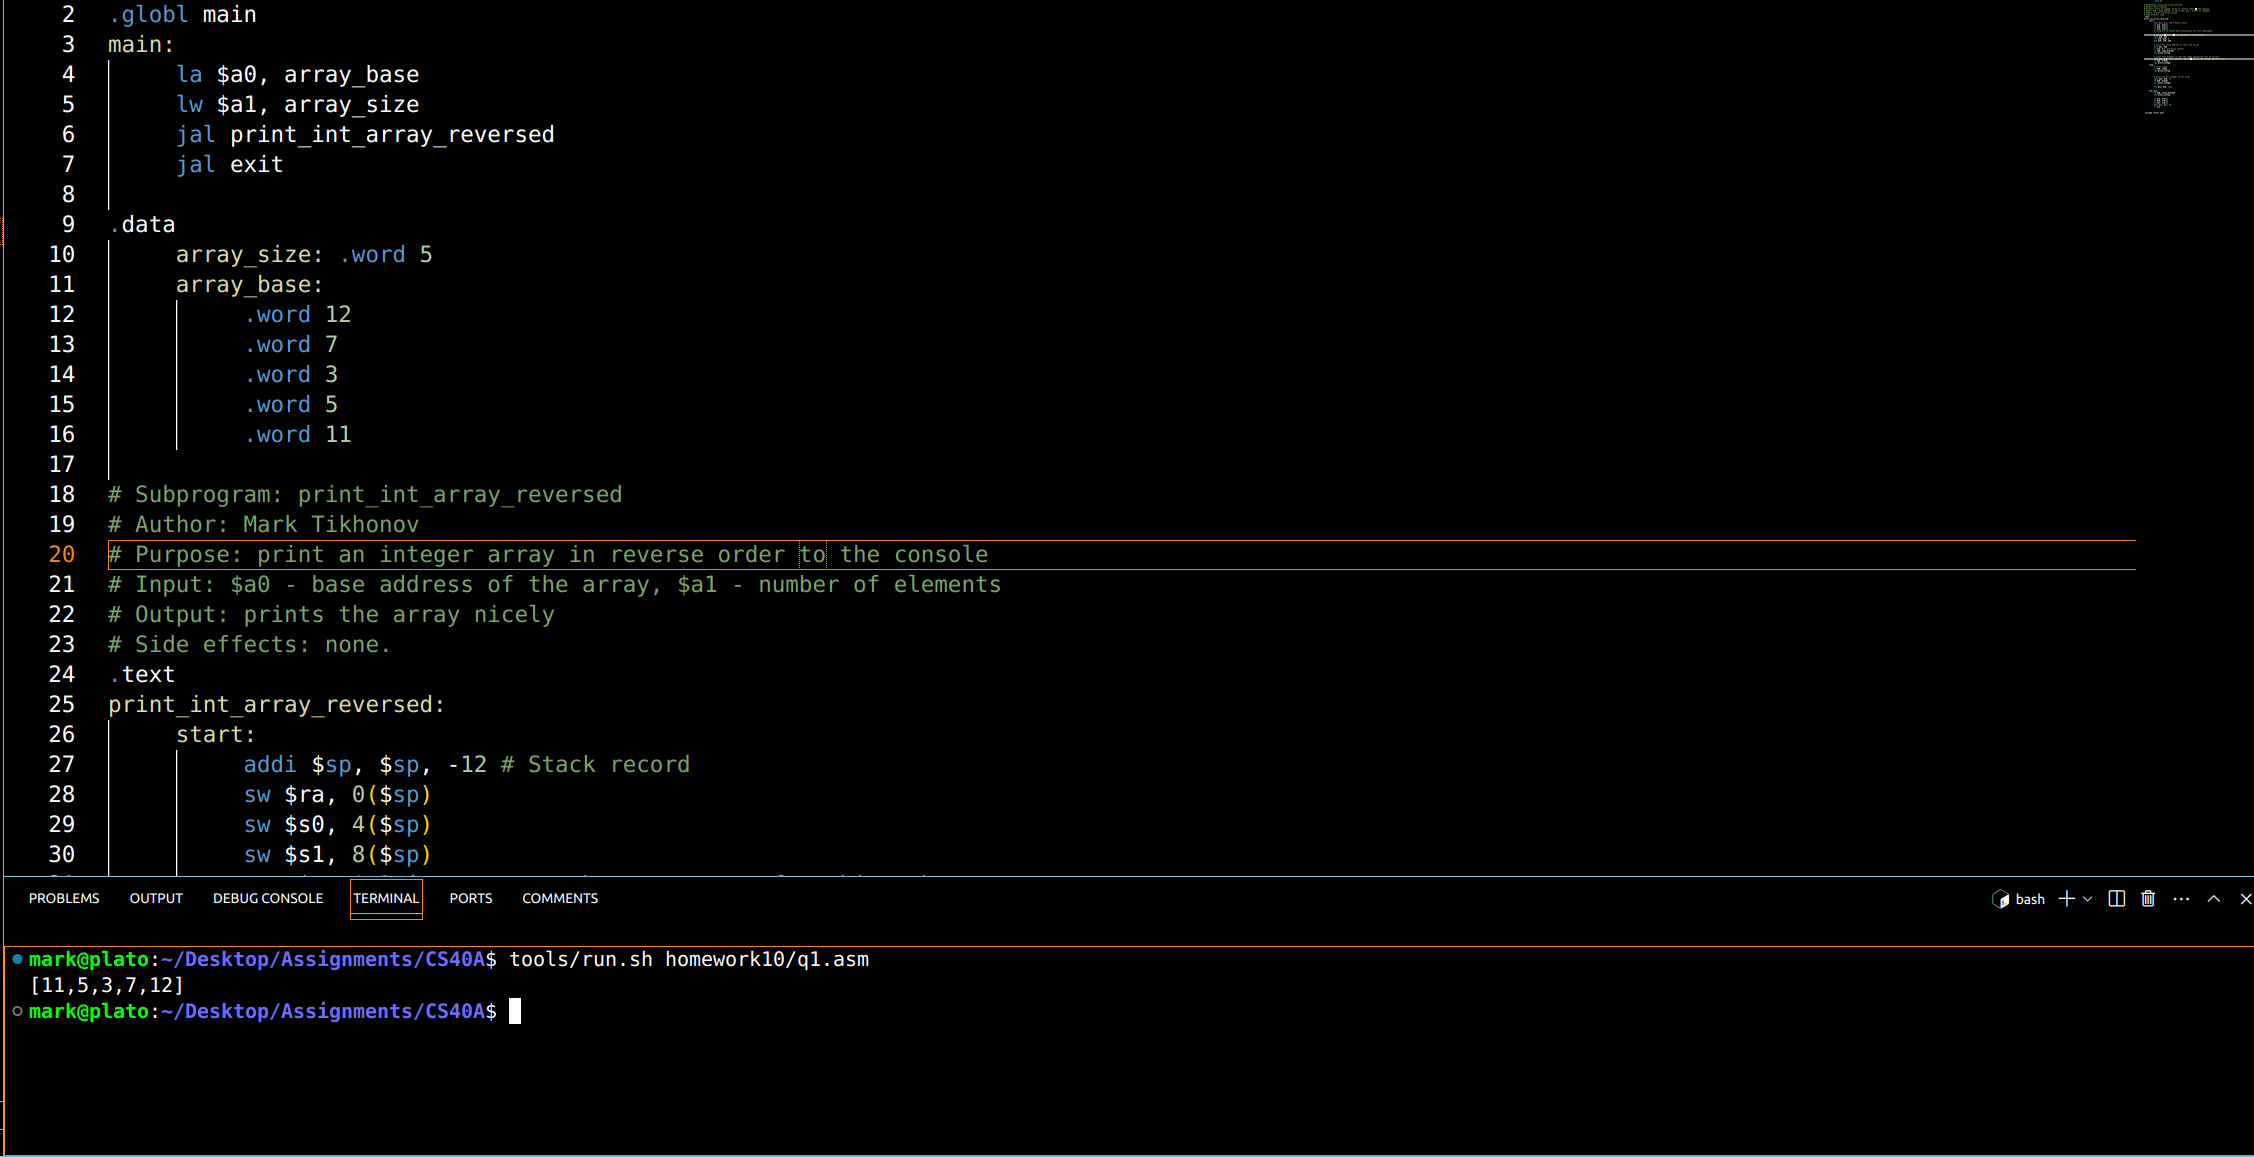 2 .globl main
3 main:
4 la $a0, array_base
5 lw $a1, array_size
6 jal print_int_array_reversed
7 jal exit
8
9 .data
10 array_size: .word 5
11 array_base:
12 .word 12
13 .word 7
14 .word 3
15 .word 5
16 .word 11
17
18 # Subprogram: print_int_array_reversed
19 # Author: Mark Tikhonov
20 # Purpose: print an integer array in reverse order to the console
21 # Input: $a0 - base address of the array, $a1 - number of elements
22 # Output: prints the array nicely
23 # Side effects: none.
24 .text
25 print_int_array_reversed:
26 start:
27 addi $sp, $sp, -12 # Stack record
28 sw $ra, 0($sp)
29 sw $s0, 4($sp)
30 sw $s1, 8($sp)
PROBLEMS OUTPUT DEBUG CONSOLE TERMINAL PORTS COMMENTS bash
mark@plato:~/Desktop/Assignments/CS40A$ tools/run.sh homework10/q1.asm
[11,5,3,7,12]
mark@plato:~/Desktop/Assignments/CS40A$